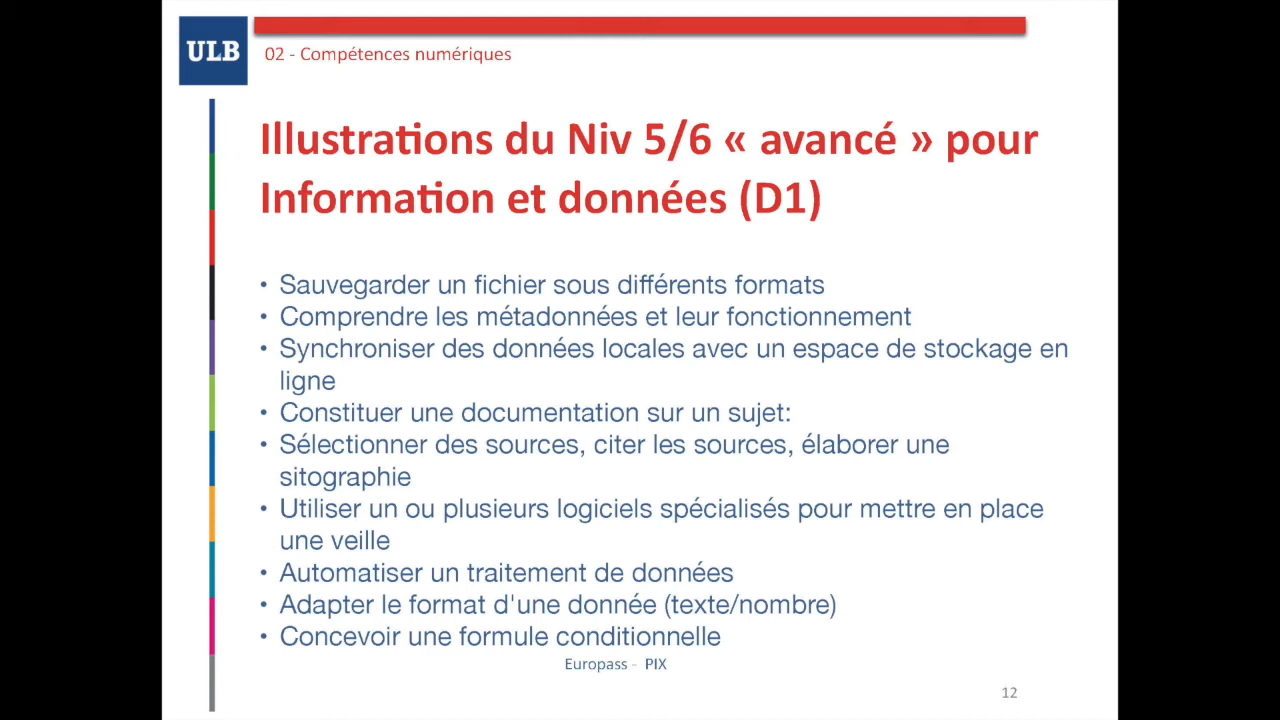 ULB
02 - Compétences numériques
Illustrations du Niv 5/6 « avancé » pour
Information et données (D1)
• Sauvegarder un fichier sous différents formats
• Comprendre les métadonnées et leur fonctionnement
• Synchroniser des données locales avec un espace de stockage en
ligne
• Constituer une documentation sur un sujet:
• Sélectionner des sources, citer les sources, élaborer une
sitographie
• Utiliser un ou plusieurs logiciels spécialisés pour mettre en place
une veille
• Automatiser un traitement de données
• Adapter le format d'une donnée (texte/nombre)
• Concevoir une formule conditionnelle
Europass - PIX
12